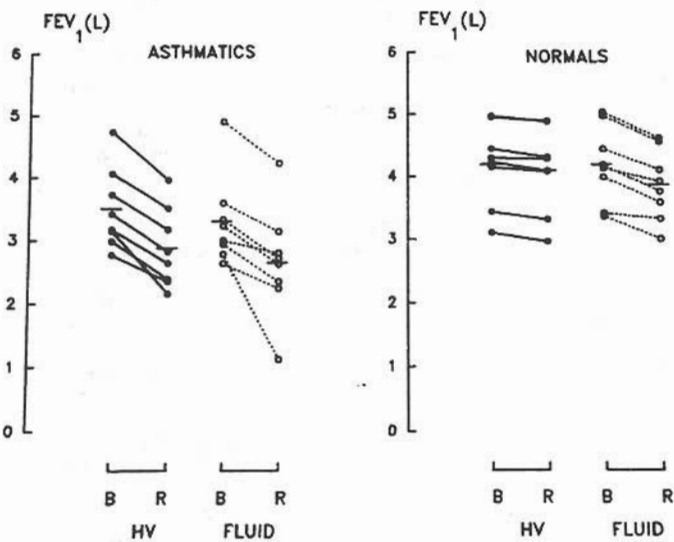 FEV₁(L)
ASTHMATICS
6
5
4
3
2
1
0
B R B R
HV FLUID
FEV₁(L)
NORMALS
6
5
4
3
2
1
0
B R B R
HV FLUID